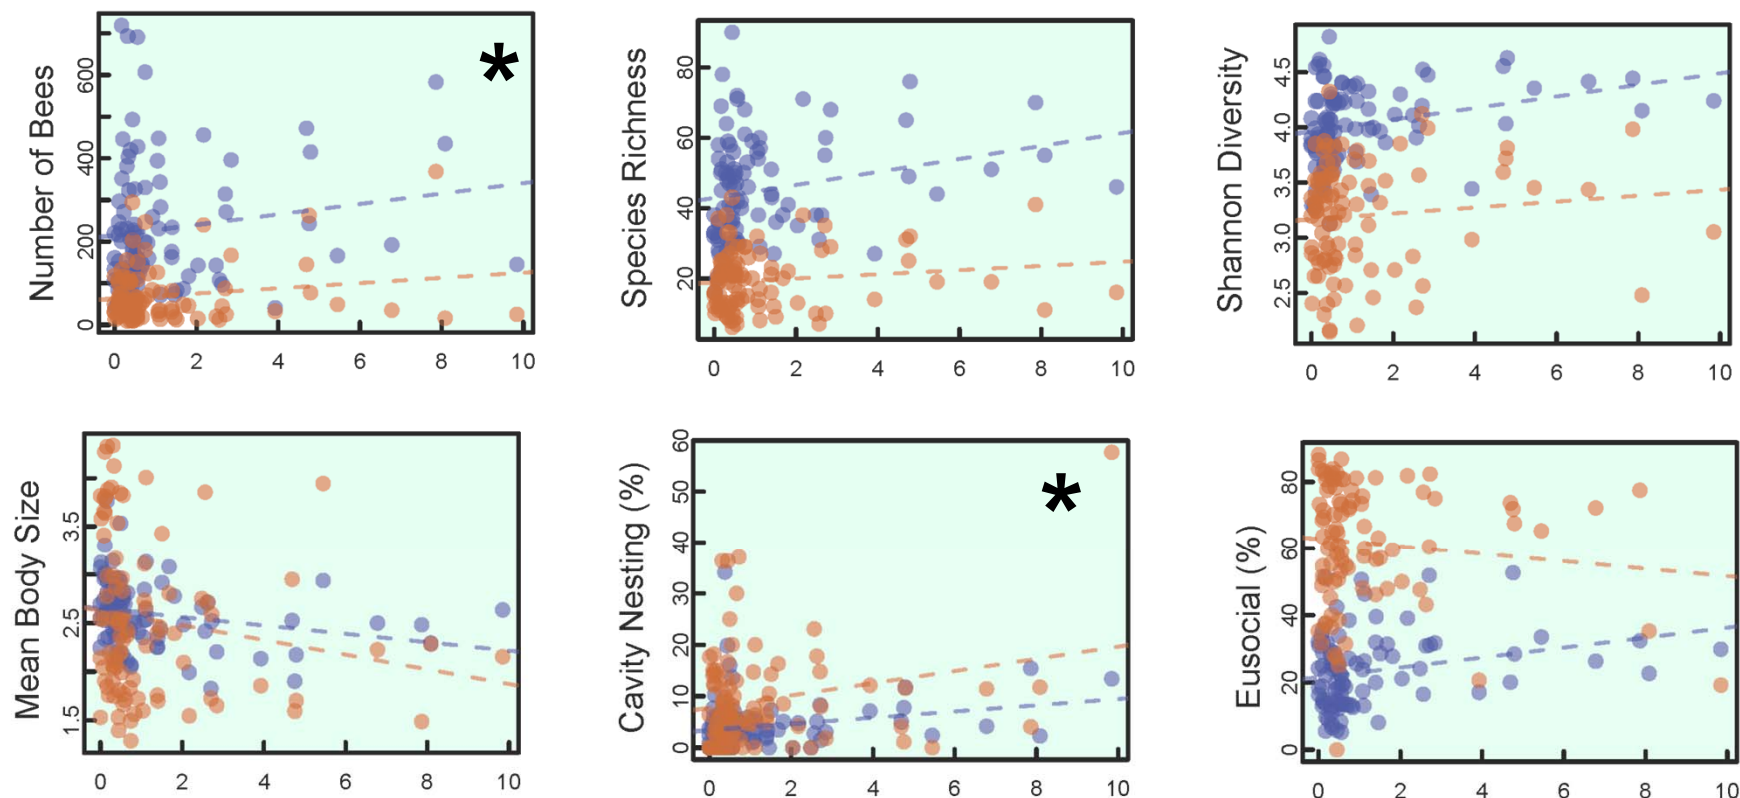 Number of Bees
600
400
200
0
*
0 2 4 6 8 10
Species Richness
80
60
40
20
0 2 4 6 8 10
Shannon Diversity
4.5
4.0
3.5
3.0
2.5
0 2 4 6 8 10
Mean Body Size
3.5
2.5
1.5
0 2 4 6 8 10
Cavity Nesting (%)
60
50
40
30
20
10
0
*
0 2 4 6 8 10
Eusocial (%)
80
60
40
20
0
0 2 4 6 8 10